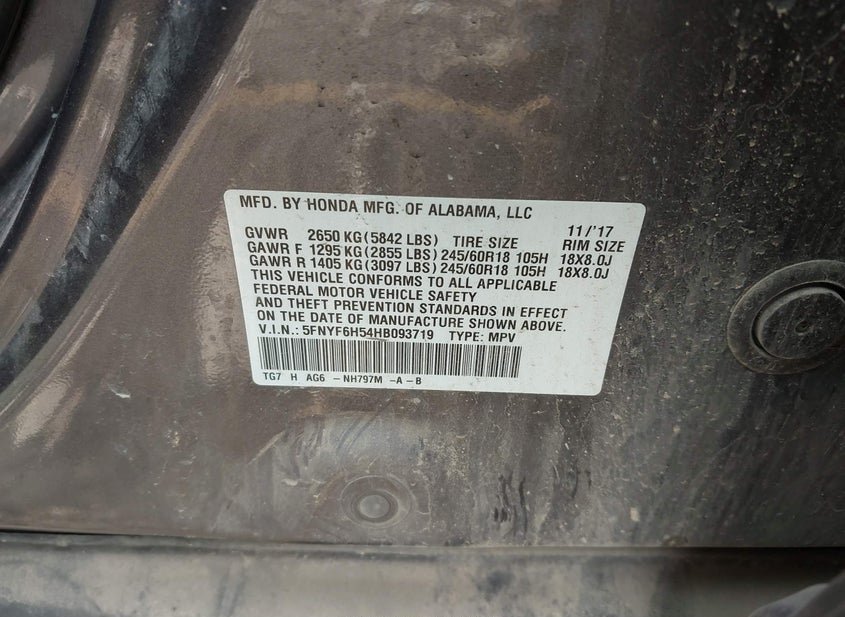 MFD. BY HONDA MFG. OF ALABAMA, LLC
11/'17
GVWR 2650 KG(5842 LBS) TIRE SIZE RIM SIZE
GAWR F 1295 KG(2855 LBS)245/60R18 105H 18X8.0J
GAWR R 1405 KG(3097 LBS)245/60R18 105H 18X8.0J
THIS VEHICLE CONFORMS TO ALL APPLICABLE
FEDERAL MOTOR VEHICLE SAFETY
AND THEFT PREVENTION STANDARDS IN EFFECT
ON THE DATE OF MANUFACTURE SHOWN ABOVE.
V.I.N.: 5FNYF6H54HB093719 TYPE: MPV
TG7 H AG6 -NH797M -A-B